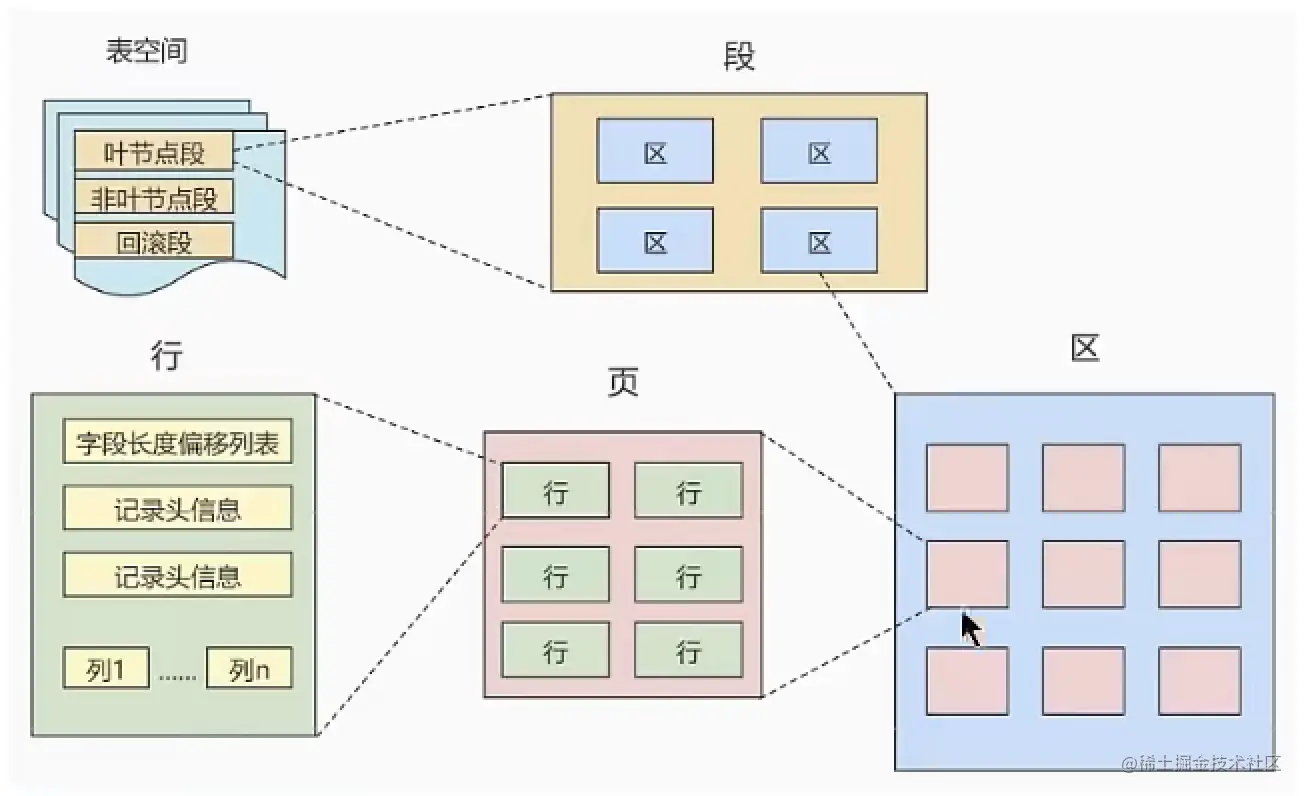 表空间
叶节点段
非叶节点段
回滚段
段
区
区
区
区
行
字段长度偏移列表
记录头信息
记录头信息
列1 ...... 列n
页
行 行
行 行
行 行
区
@稀土掘金技术社区